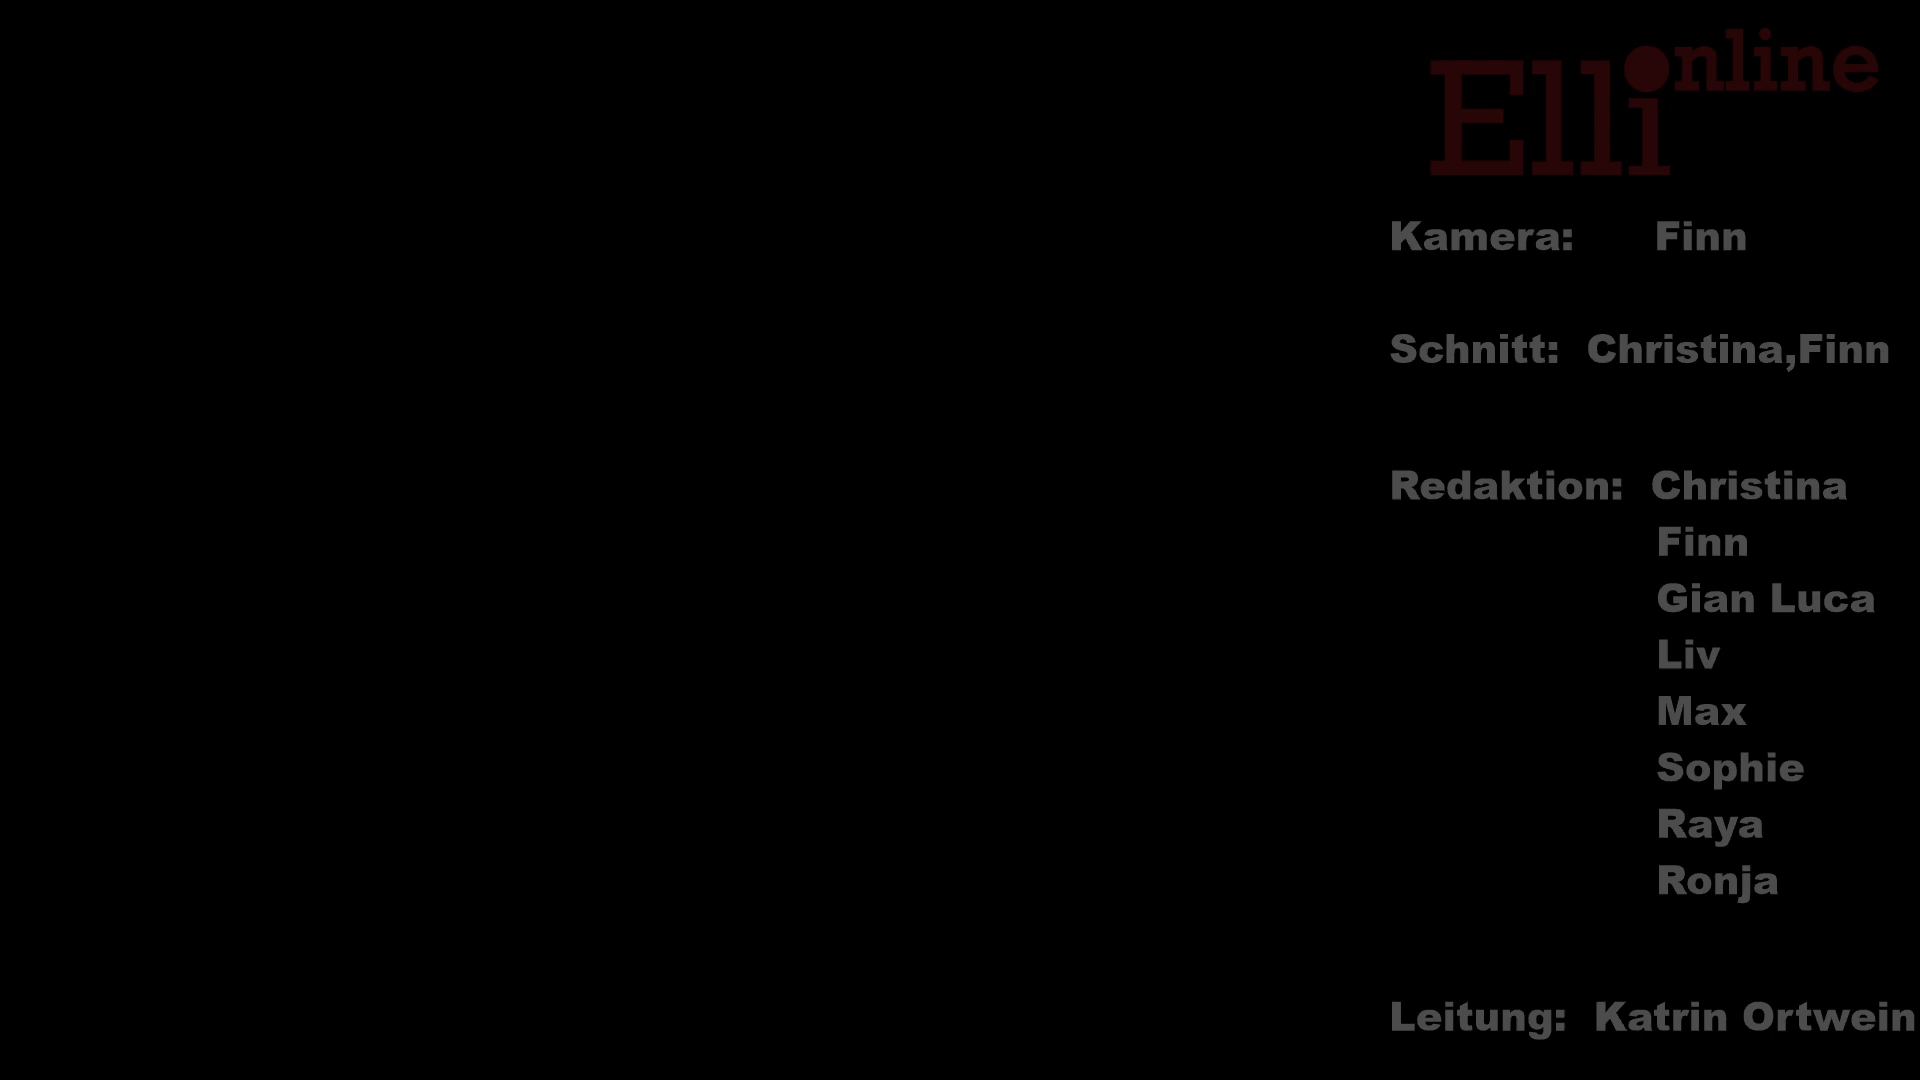 Elli Online
Kamera: Finn
Schnitt: Christina,Finn
Redaktion: Christina
Finn
Gian Luca
Liv
Max
Sophie
Raya
Ronja
Leitung: Katrin Ortwein